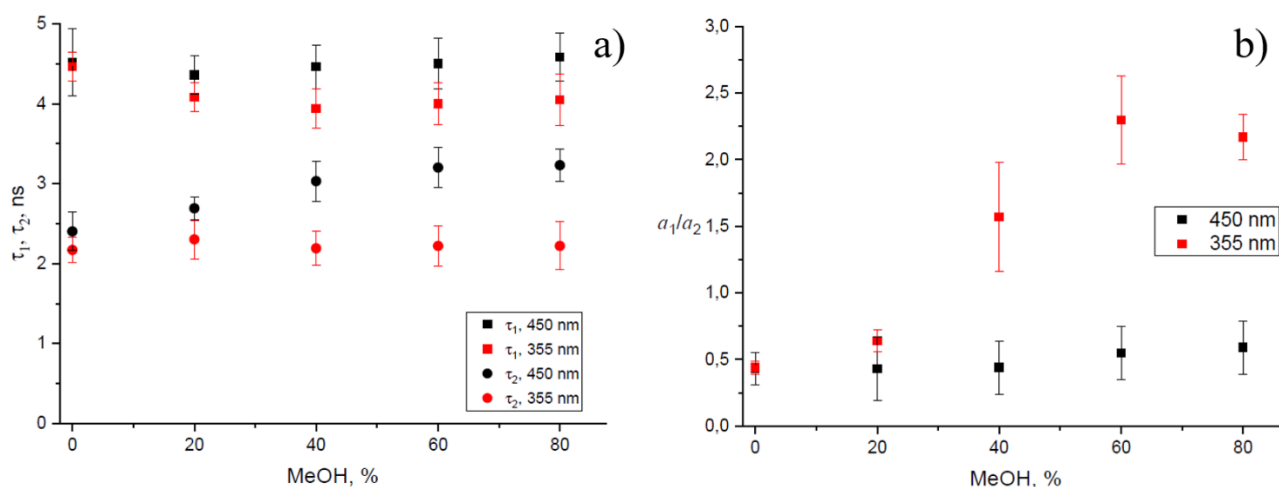 a)
5
4
3
2
1
0
τ₁, τ₂, ns
τ₁, 450 nm
τ₁, 355 nm
τ₂, 450 nm
τ₂, 355 nm
0 20 40 60 80
MeOH, %
b)
3,0
2,5
2,0
1,5
1,0
0,5
0,0
a₁/a₂
450 nm
355 nm
0 20 40 60 80
MeOH, %